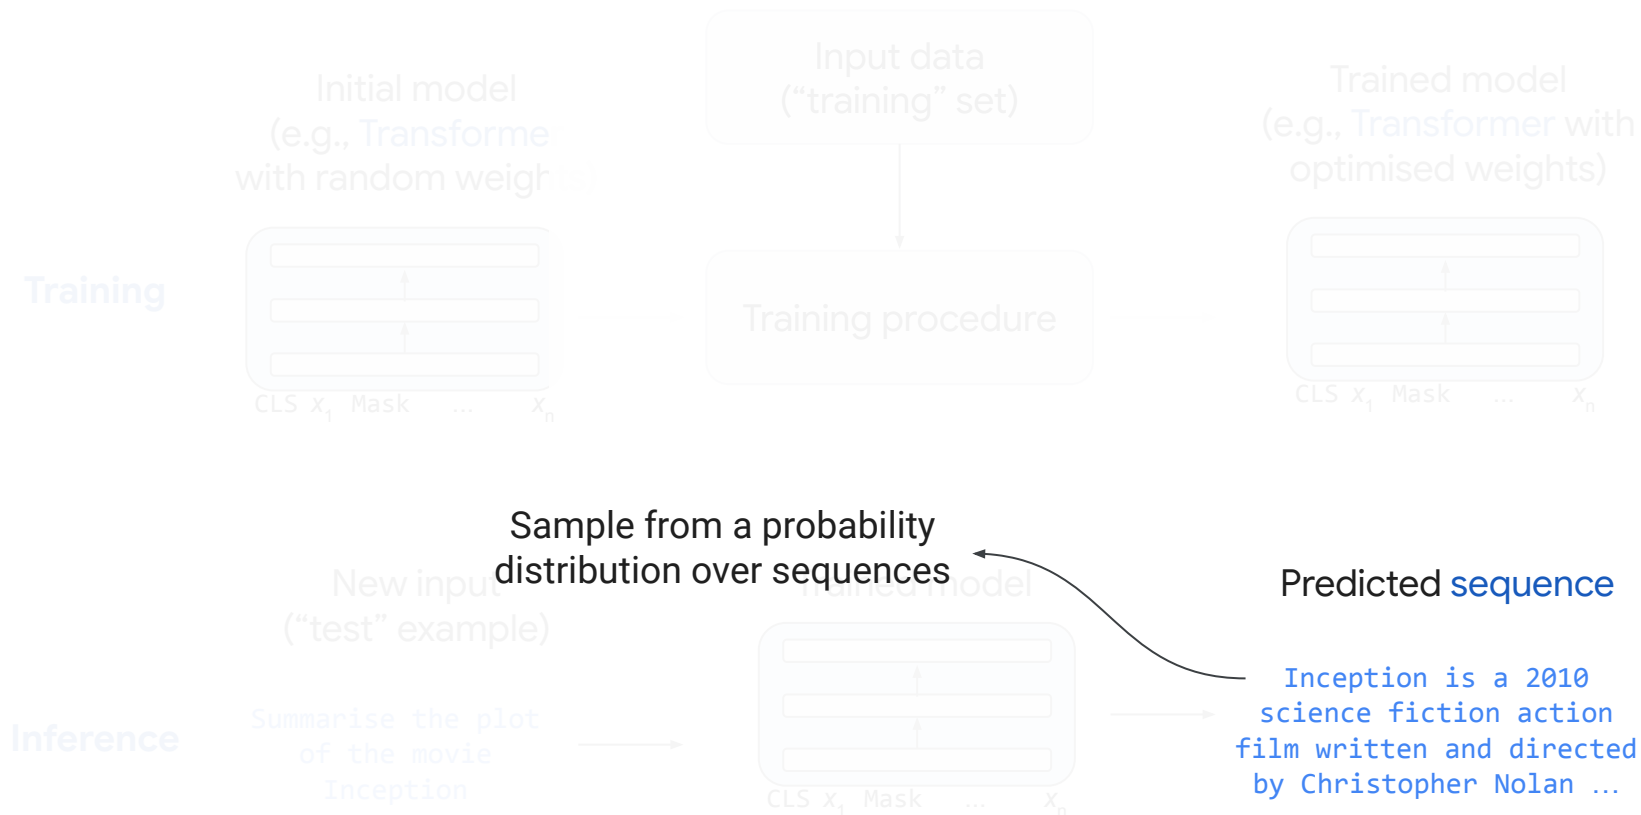 Initial model
(e.g., Transforme
with random weights)
Input data
(“training” set)
Trained model
(e.g., Transformer with
optimised weights)
Training
Training procedure
CLS x1 Mask … xn
CLS x1 Mask … xn
Sample from a probability
distribution over sequences
New input
(“test” example)
Trained model
Predicted sequence
Inference
Summarise the plot
of the movie
Inception
Inception is a 2010
science fiction action
film written and directed
by Christopher Nolan …
CLS x1 Mask … xn